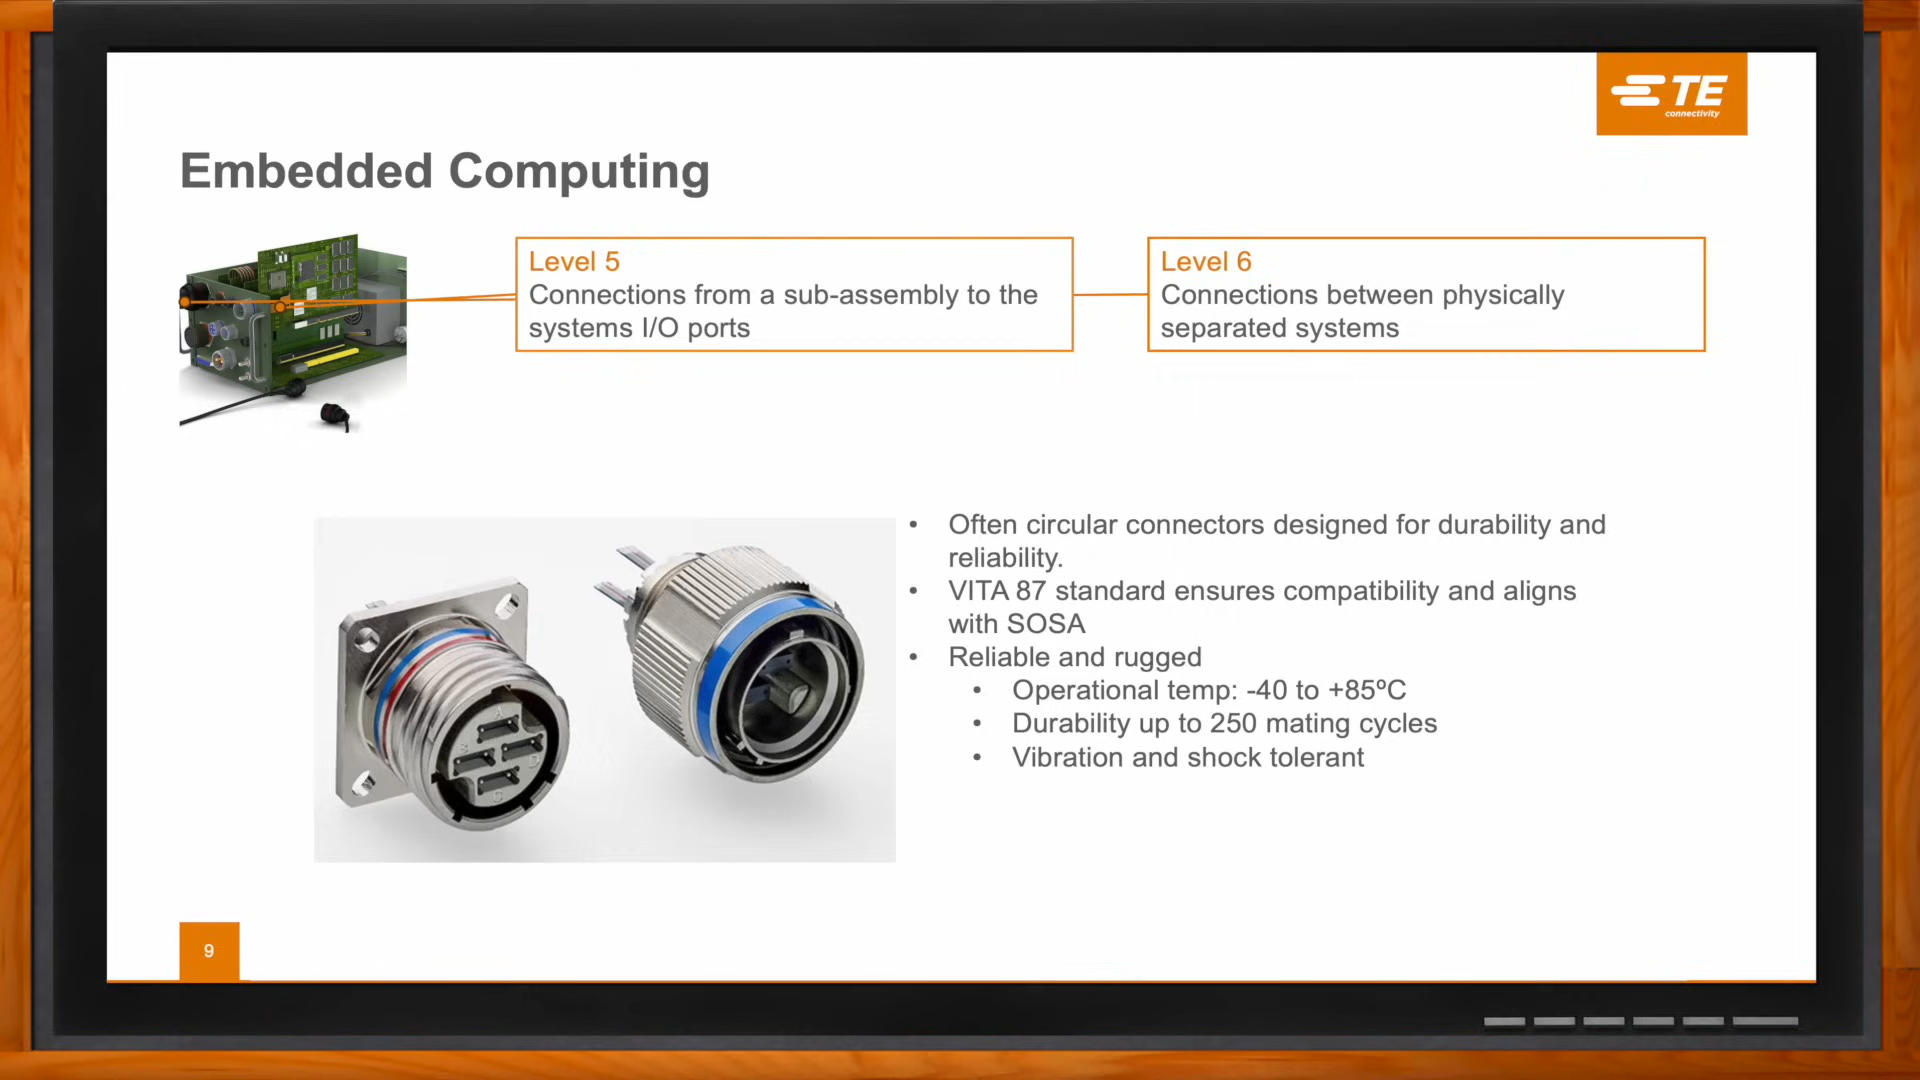 TE
connectivity
Embedded Computing
Level 5
Connections from a sub-assembly to the
systems I/O ports
Level 6
Connections between physically
separated systems
• Often circular connectors designed for durability and
reliability.
• VITA 87 standard ensures compatibility and aligns
with SOSA
• Reliable and rugged
• Operational temp: -40 to +85ºC
• Durability up to 250 mating cycles
• Vibration and shock tolerant
A
D
9